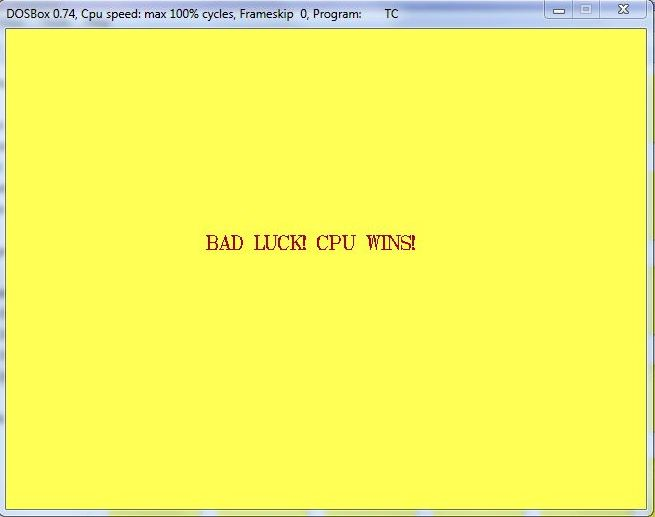 DOSBox 0.74, Cpu speed: max 100% cycles, Frameskip 0, Program: TC
BAD LUCK! CPU WINS!